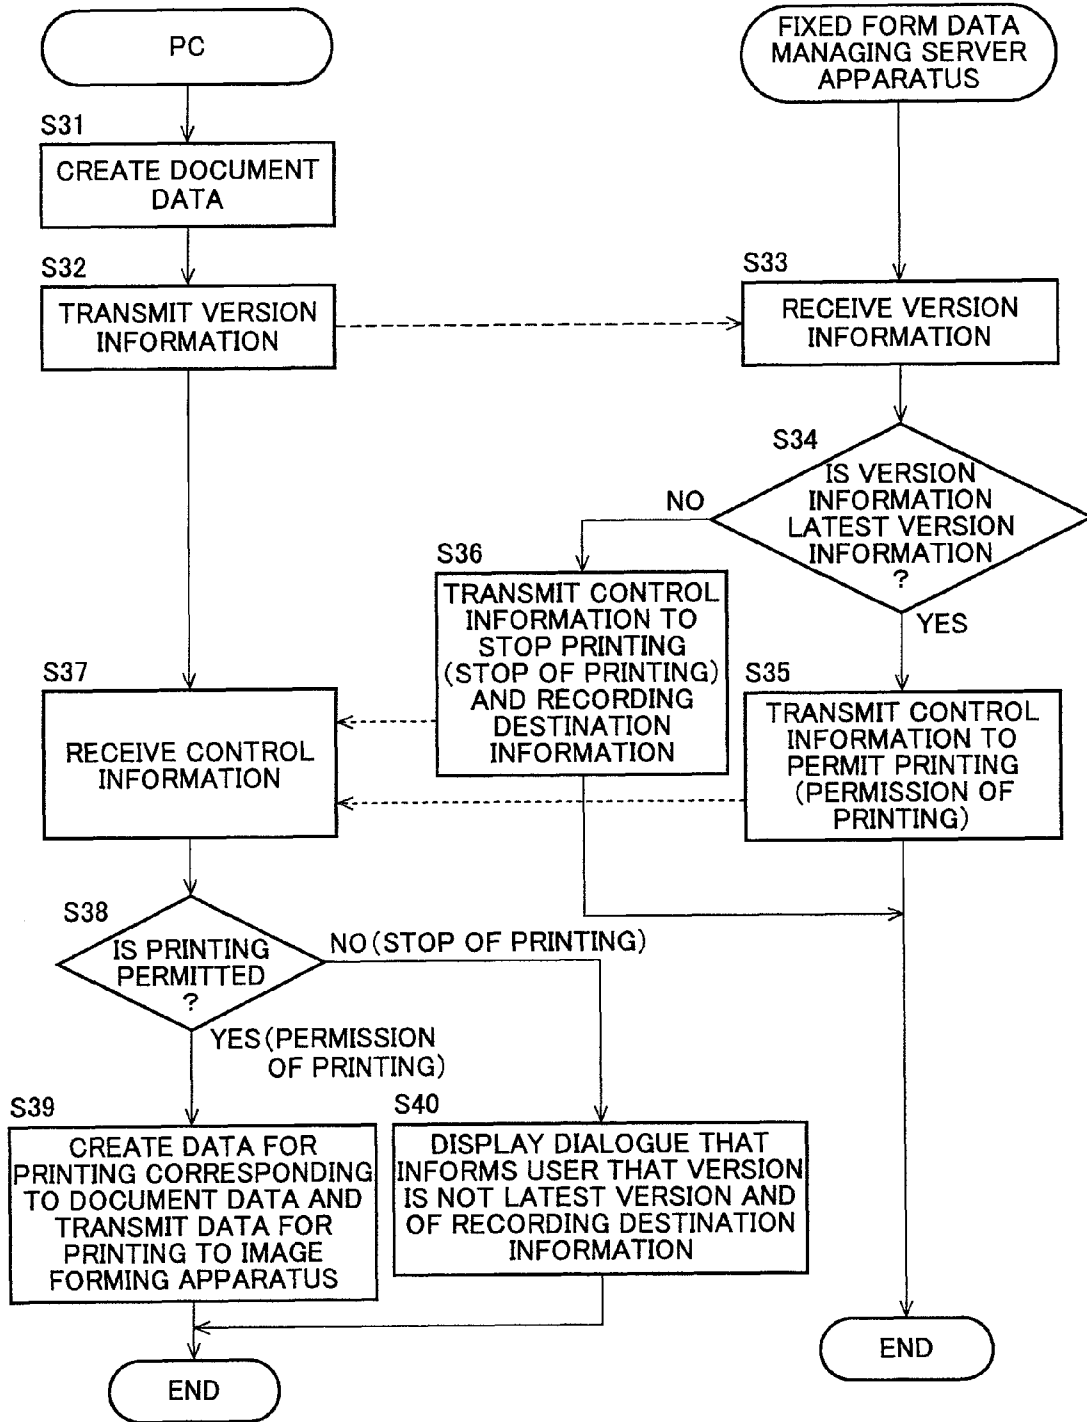 PC
FIXED FORM DATA
MANAGING SERVER
APPARATUS
S31
CREATE DOCUMENT
DATA
S32
TRANSMIT VERSION
INFORMATION
S33
RECEIVE VERSION
INFORMATION
S34
IS VERSION
INFORMATION
LATEST VERSION
INFORMATION
?
NO
YES
S36
TRANSMIT CONTROL
INFORMATION TO
STOP PRINTING
(STOP OF PRINTING)
AND RECORDING
DESTINATION
INFORMATION
S35
TRANSMIT CONTROL
INFORMATION TO
PERMIT PRINTING
(PERMISSION OF
PRINTING)
S37
RECEIVE CONTROL
INFORMATION
S38
IS PRINTING
PERMITTED
?
NO (STOP OF PRINTING)
YES (PERMISSION
OF PRINTING)
S39
CREATE DATA FOR
PRINTING CORRESPONDING
TO DOCUMENT DATA AND
TRANSMIT DATA FOR
PRINTING TO IMAGE
FORMING APPARATUS
S40
DISPLAY DIALOGUE THAT
INFORMS USER THAT VERSION
IS NOT LATEST VERSION AND
OF RECORDING DESTINATION
INFORMATION
END
END